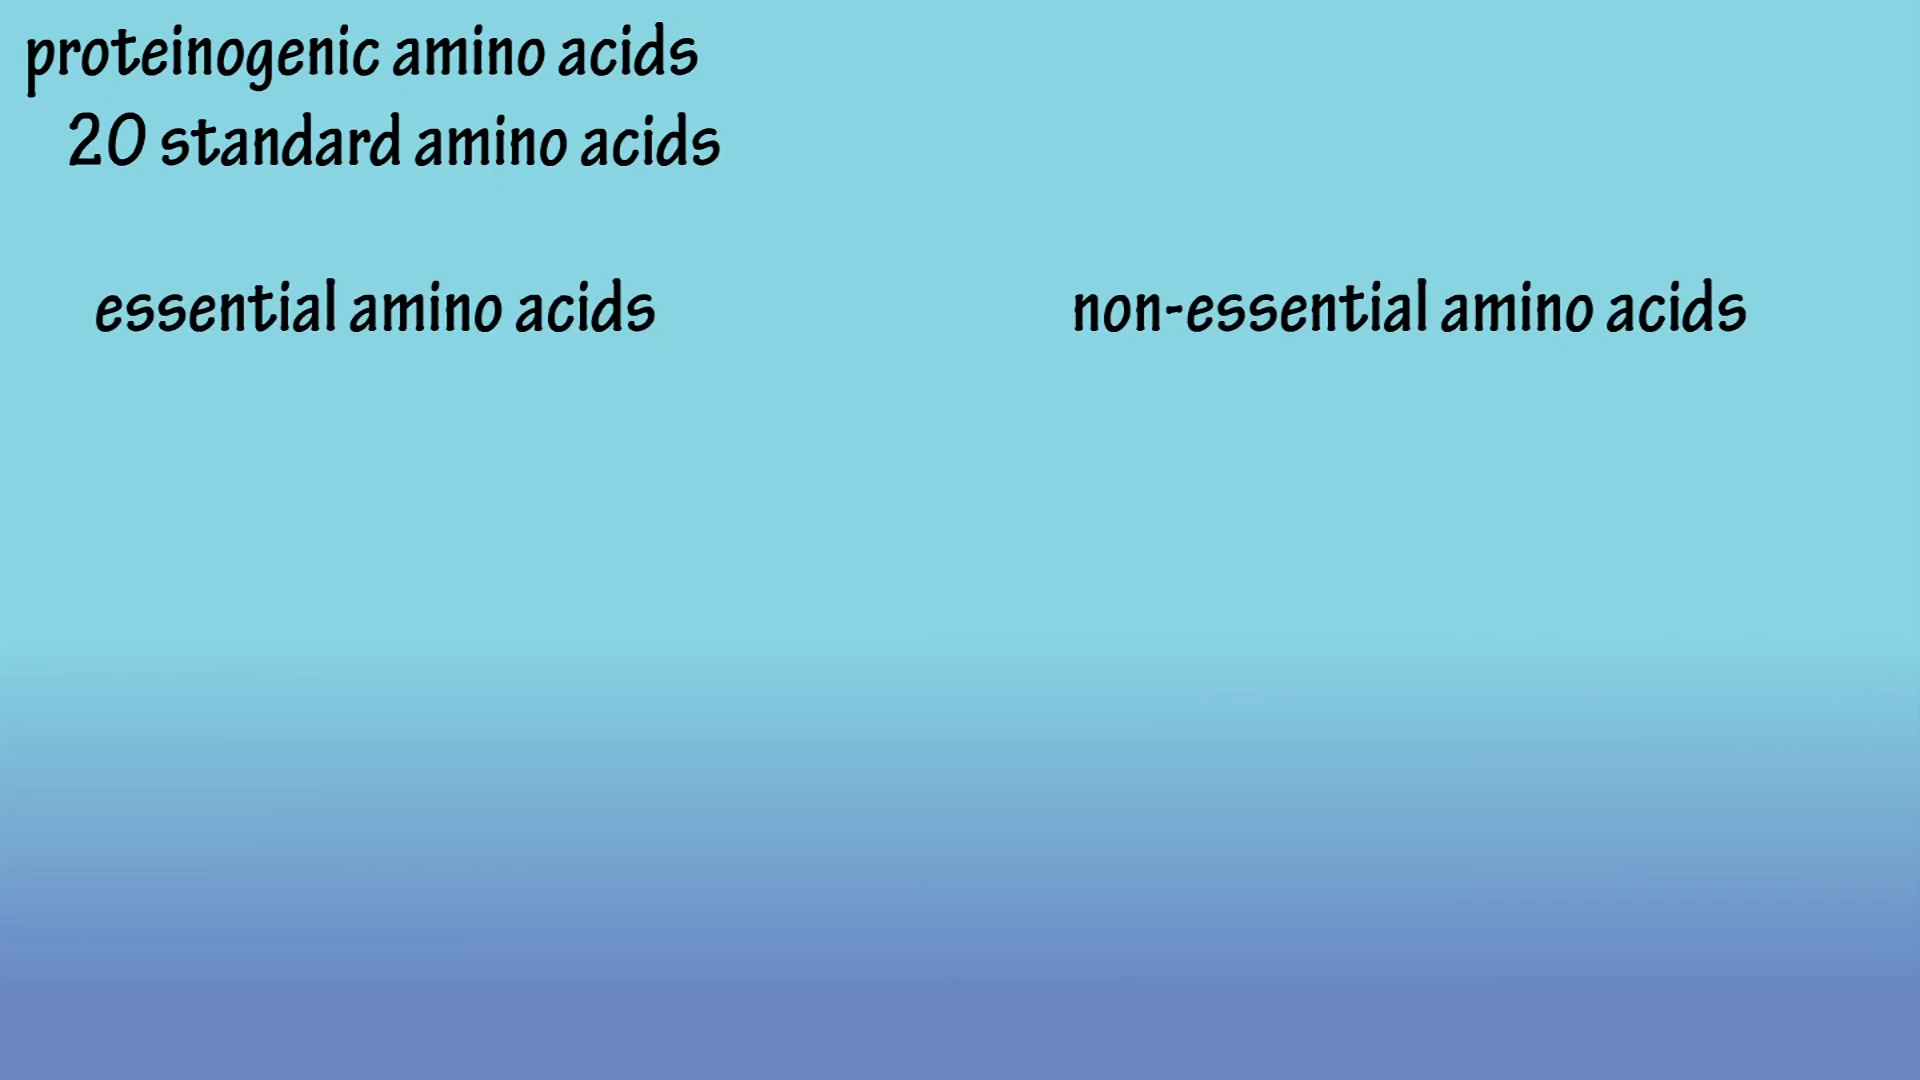 proteinogenic amino acids
20 standard amino acids
essential amino acids
non-essential amino acids